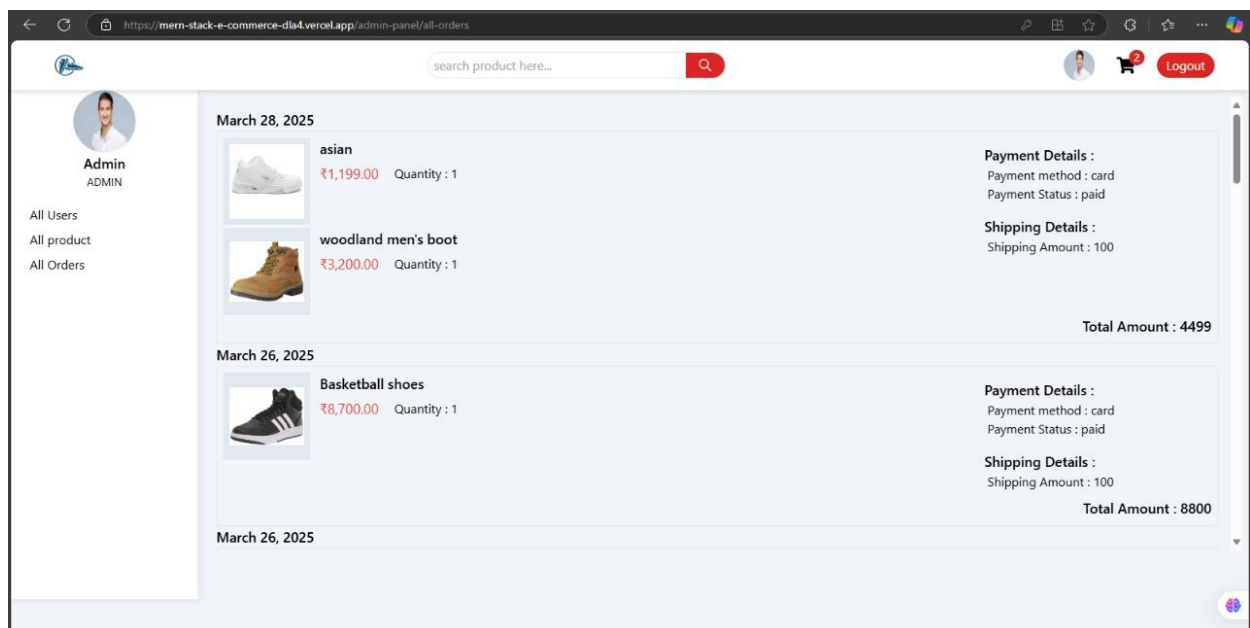 https://mern-stack-e-commerce-dla4.vercel.app/admin-panel/all-orders
search product here...
2
Logout
Admin
ADMIN
All Users
All product
All Orders
March 28, 2025
asian
₹1,199.00 Quantity : 1
woodland men's boot
₹3,200.00 Quantity : 1
Payment Details :
Payment method : card
Payment Status : paid
Shipping Details :
Shipping Amount : 100
Total Amount : 4499
March 26, 2025
Basketball shoes
₹8,700.00 Quantity : 1
Payment Details :
Payment method : card
Payment Status : paid
Shipping Details :
Shipping Amount : 100
Total Amount : 8800
March 26, 2025